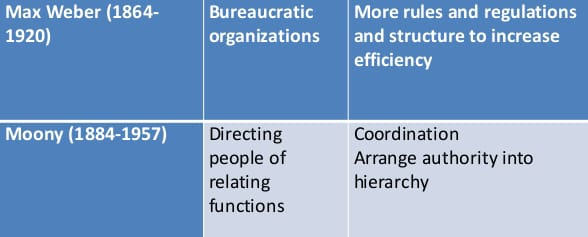 Max Weber (1864-
1920)
Bureaucratic
organizations
More rules and regulations
and structure to increase
efficiency
Moony (1884-1957)
Directing
people of
relating
functions
Coordination
Arrange authority into
hierarchy